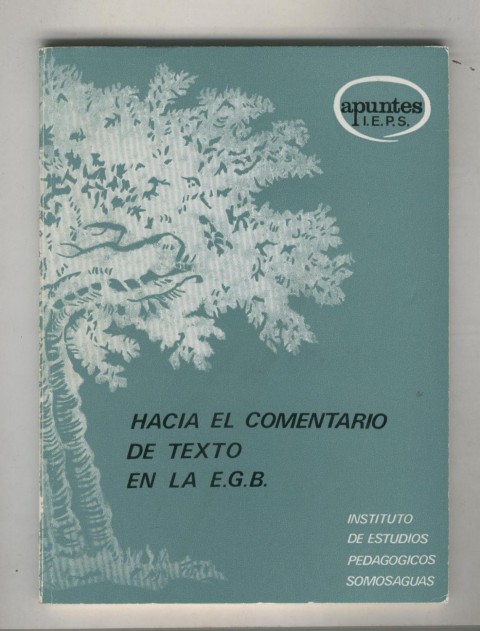 apuntes
I.E.P.S.
HACIA EL COMENTARIO
DE TEXTO
EN LA E.G.B.
INSTITUTO
DE ESTUDIOS
PEDAGOGICOS
SOMOSAGUAS